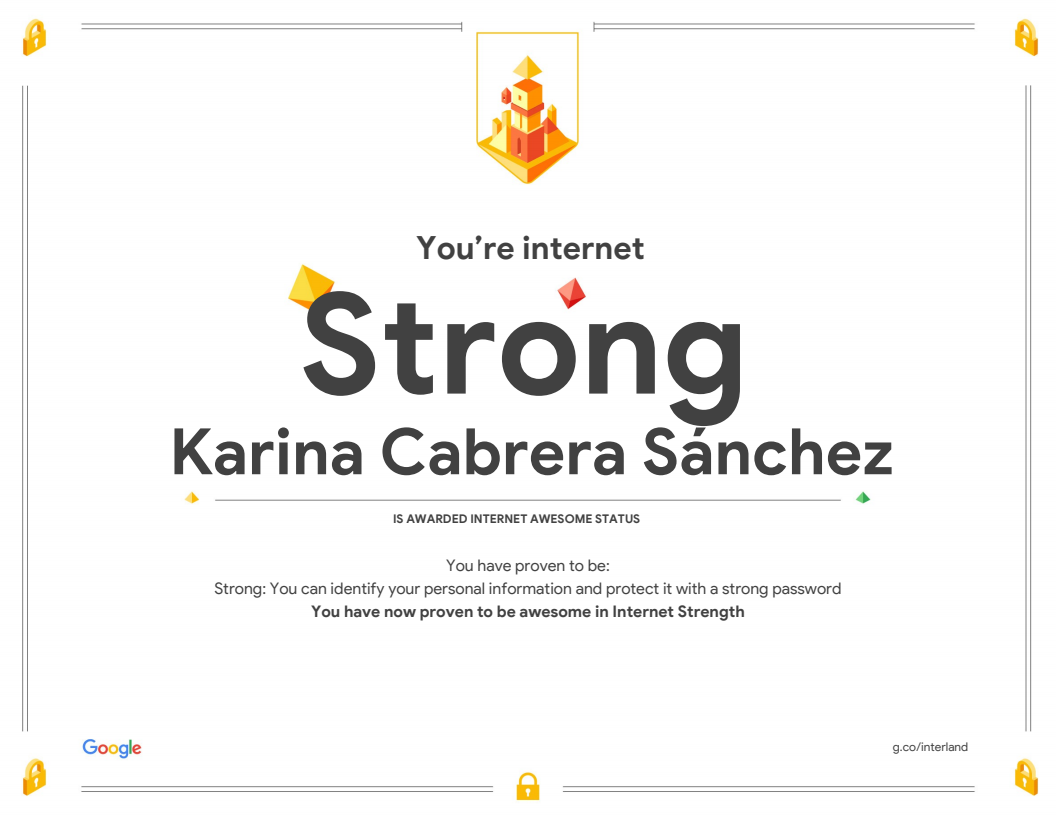 You’re internet
Strong
Karina Cabrera Sánchez
IS AWARDED INTERNET AWESOME STATUS
You have proven to be:
Strong: You can identify your personal information and protect it with a strong password
You have now proven to be awesome in Internet Strength
Google
g.co/interland